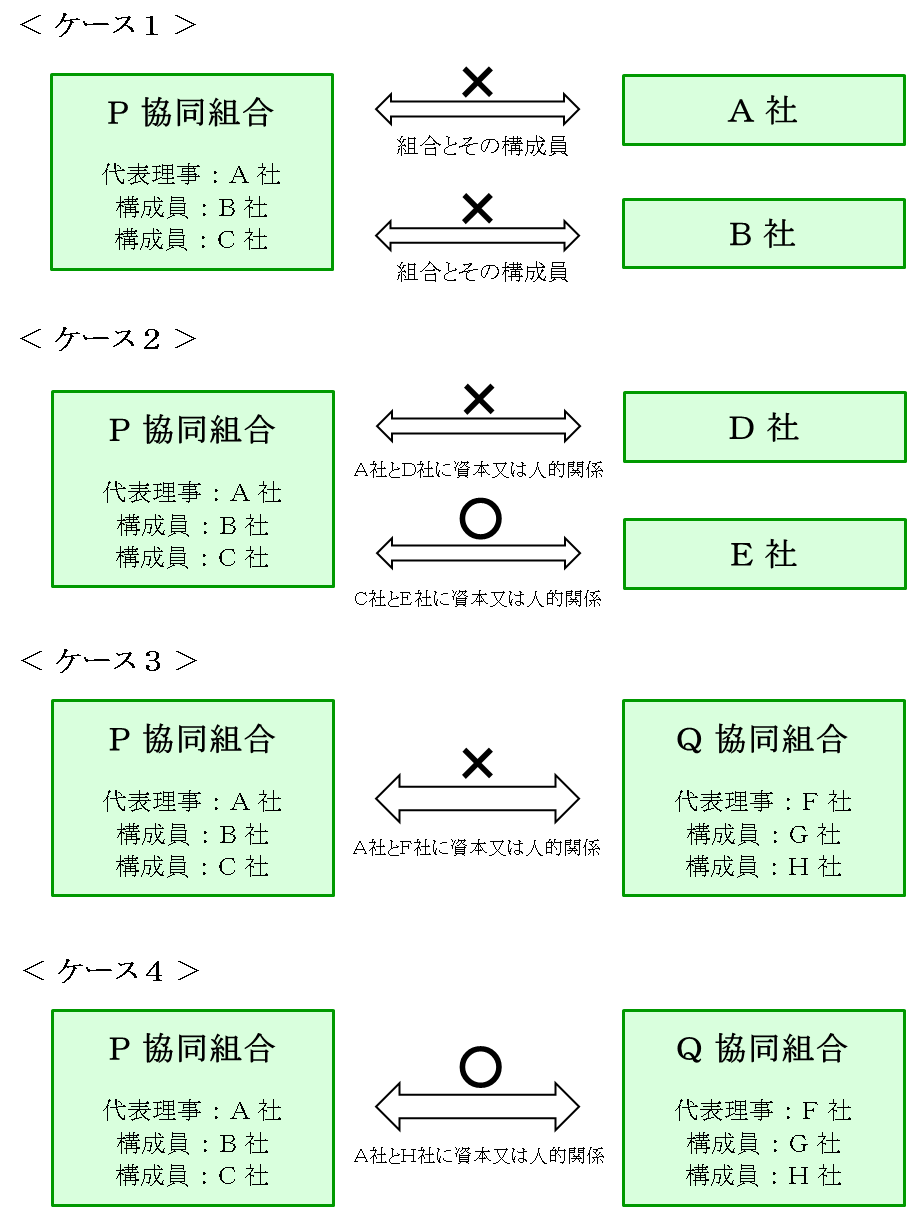 ＜ ケース１ ＞
P 協同組合
代表理事：A 社
構成員：B 社
構成員：C 社
×
組合とその構成員
A 社
×
組合とその構成員
B 社
＜ ケース２ ＞
P 協同組合
代表理事：A 社
構成員：B 社
構成員：C 社
×
A社とD社に資本又は人的関係
D 社
○
C社とE社に資本又は人的関係
E 社
＜ ケース３ ＞
P 協同組合
代表理事：A 社
構成員：B 社
構成員：C 社
×
A社とF社に資本又は人的関係
Q 協同組合
代表理事：F 社
構成員：G 社
構成員：H 社
＜ ケース４ ＞
P 協同組合
代表理事：A 社
構成員：B 社
構成員：C 社
○
A社とH社に資本又は人的関係
Q 協同組合
代表理事：F 社
構成員：G 社
構成員：H 社